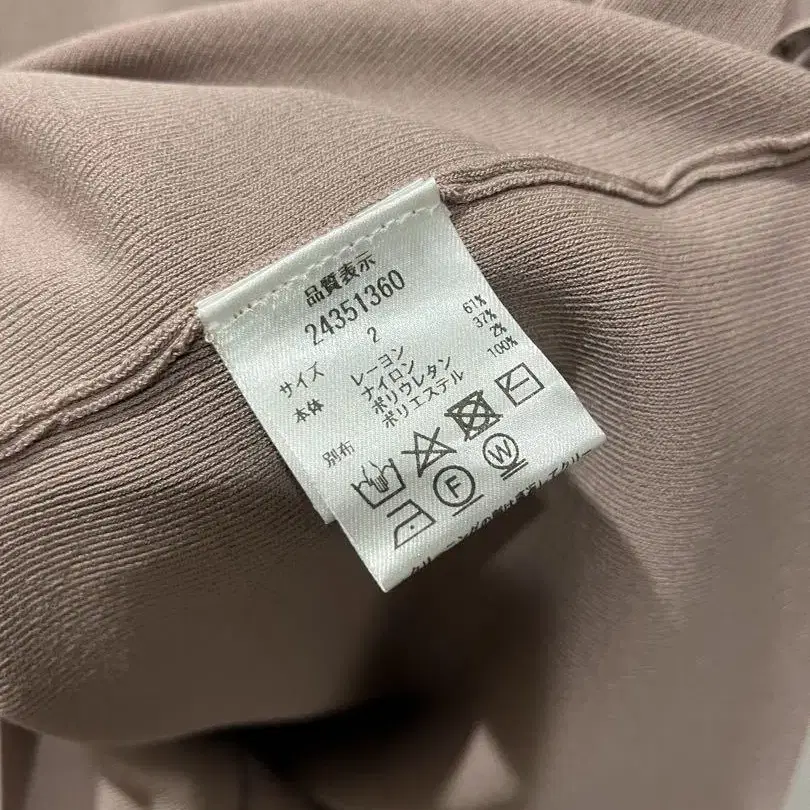 品質表示
24351360
サイズ 2
本体 レーヨン 61%
ナイロン 37%
ポリウレタン 2%
別布 ポリエステル 100%
F
W